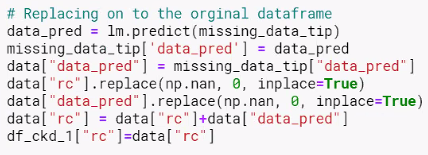 # Replacing on to the orginal dataframe
data_pred = lm.predict(missing_data_tip)
missing_data_tip['data_pred'] = data_pred
data["data_pred"] = missing_data_tip["data_pred"]
data["rc"].replace(np.nan, 0, inplace=True)
data["data_pred"].replace(np.nan, 0, inplace=True)
data["rc"] = data["rc"]+data["data_pred"]
df_ckd_1["rc"]=data["rc"]